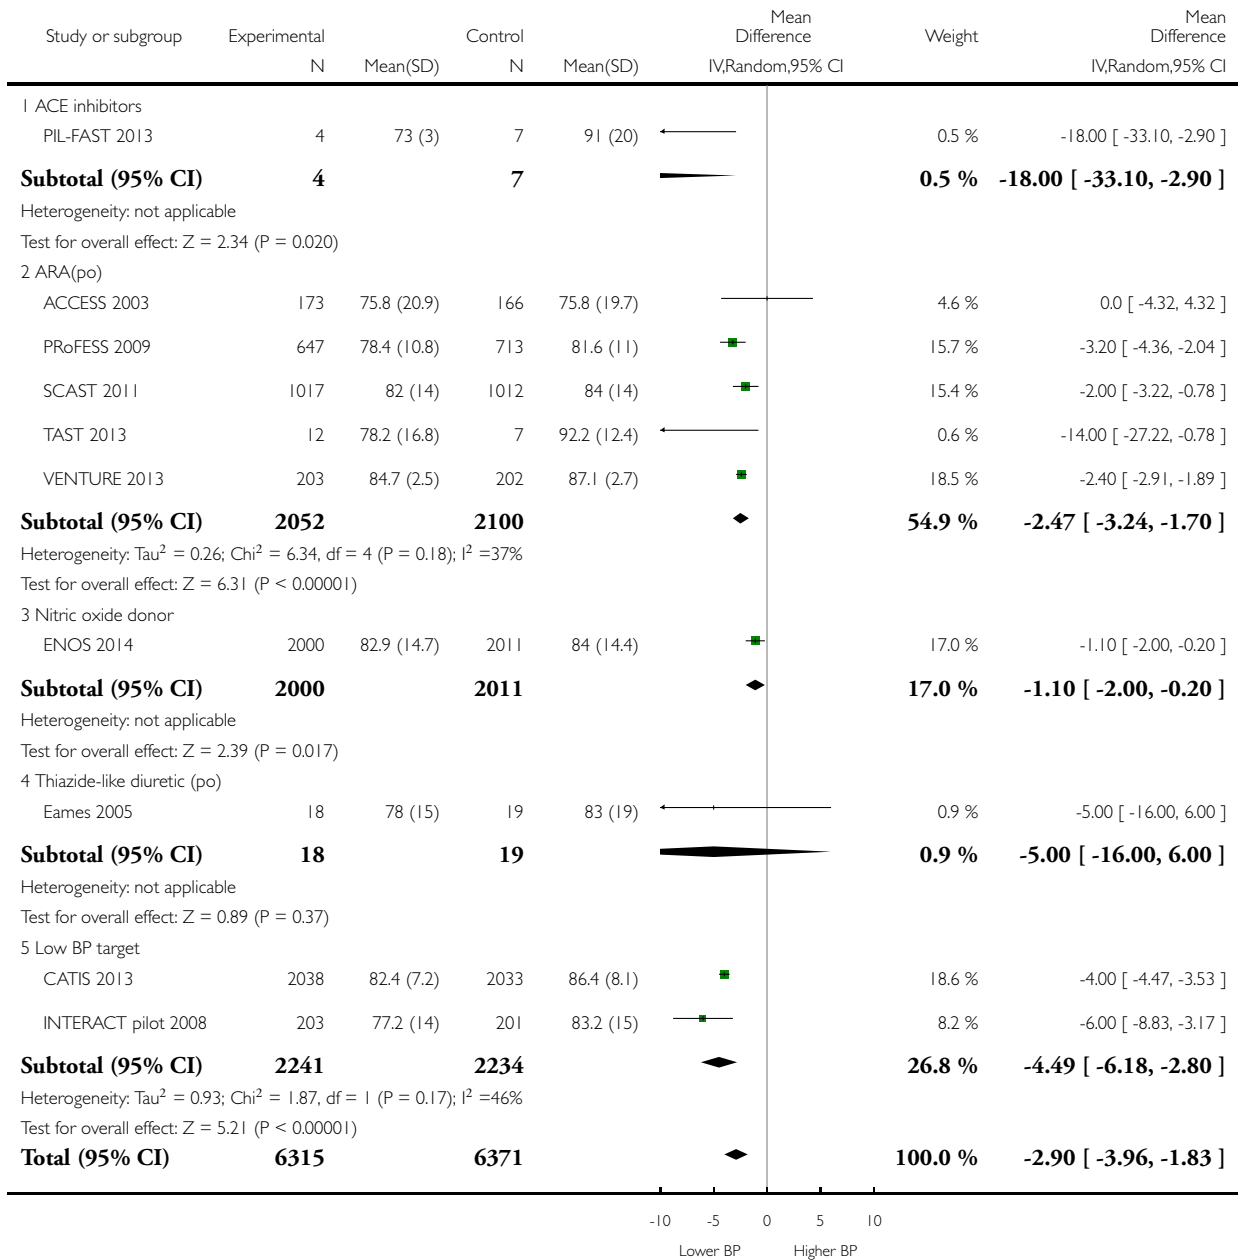 Study or subgroup Experimental Control Mean Difference Weight Mean Difference
N Mean(SD) N Mean(SD) IV,Random,95% CI IV,Random,95% CI
1 ACE inhibitors
PIL-FAST 2013 4 73 (3) 7 91 (20) 0.5 % -18.00 [ -33.10, -2.90 ]
Subtotal (95% CI) 4 7 0.5 % -18.00 [ -33.10, -2.90 ]
Heterogeneity: not applicable
Test for overall effect: Z = 2.34 (P = 0.020)
2 ARA(po)
ACCESS 2003 173 75.8 (20.9) 166 75.8 (19.7) 4.6 % 0.0 [ -4.32, 4.32 ]
PRoFESS 2009 647 78.4 (10.8) 713 81.6 (11) 15.7 % -3.20 [ -4.36, -2.04 ]
SCAST 2011 1017 82 (14) 1012 84 (14) 15.4 % -2.00 [ -3.22, -0.78 ]
TAST 2013 12 78.2 (16.8) 7 92.2 (12.4) 0.6 % -14.00 [ -27.22, -0.78 ]
VENTURE 2013 203 84.7 (2.5) 202 87.1 (2.7) 18.5 % -2.40 [ -2.91, -1.89 ]
Subtotal (95% CI) 2052 2100 54.9 % -2.47 [ -3.24, -1.70 ]
Heterogeneity: Tau² = 0.26; Chi² = 6.34, df = 4 (P = 0.18); I² =37%
Test for overall effect: Z = 6.31 (P < 0.00001)
3 Nitric oxide donor
ENOS 2014 2000 82.9 (14.7) 2011 84 (14.4) 17.0 % -1.10 [ -2.00, -0.20 ]
Subtotal (95% CI) 2000 2011 17.0 % -1.10 [ -2.00, -0.20 ]
Heterogeneity: not applicable
Test for overall effect: Z = 2.39 (P = 0.017)
4 Thiazide-like diuretic (po)
Eames 2005 18 78 (15) 19 83 (19) 0.9 % -5.00 [ -16.00, 6.00 ]
Subtotal (95% CI) 18 19 0.9 % -5.00 [ -16.00, 6.00 ]
Heterogeneity: not applicable
Test for overall effect: Z = 0.89 (P = 0.37)
5 Low BP target
CATIS 2013 2038 82.4 (7.2) 2033 86.4 (8.1) 18.6 % -4.00 [ -4.47, -3.53 ]
INTERACT pilot 2008 203 77.2 (14) 201 83.2 (15) 8.2 % -6.00 [ -8.83, -3.17 ]
Subtotal (95% CI) 2241 2234 26.8 % -4.49 [ -6.18, -2.80 ]
Heterogeneity: Tau² = 0.93; Chi² = 1.87, df = 1 (P = 0.17); I² =46%
Test for overall effect: Z = 5.21 (P < 0.00001)
Total (95% CI) 6315 6371 100.0 % -2.90 [ -3.96, -1.83 ]
-10 -5 0 5 10
Lower BP Higher BP